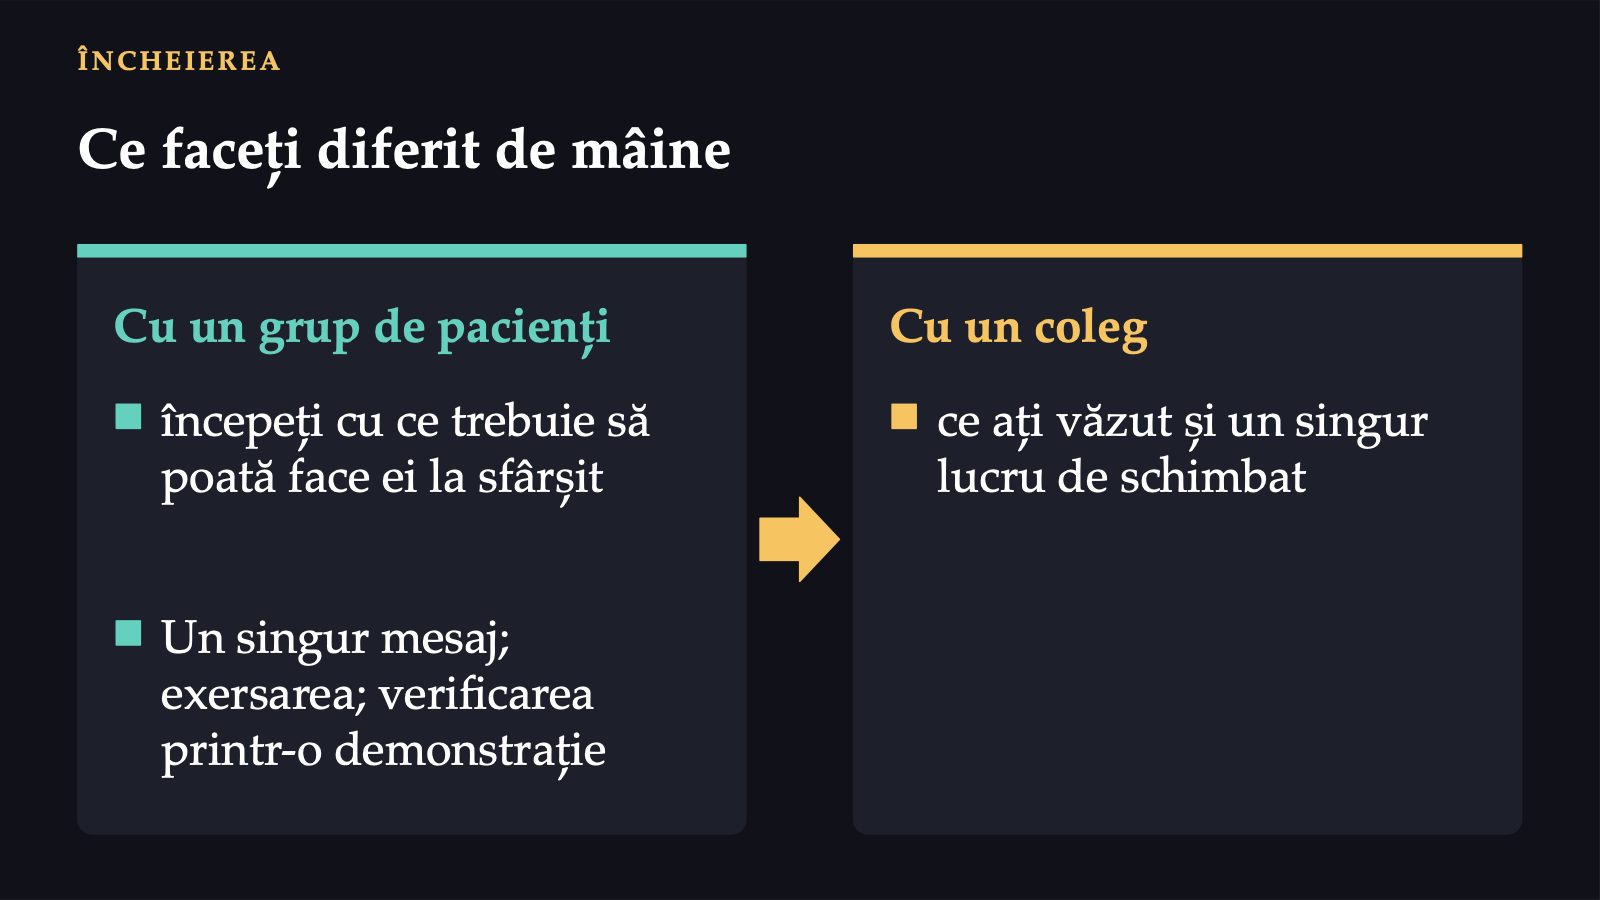 ÎNCHEIEREA
Ce faceți diferit de mâine
Cu un grup de pacienți
începeți cu ce trebuie să
poată face ei la sfârșit
Un singur mesaj;
exersarea; verificarea
printr-o demonstrație
Cu un coleg
ce ați văzut și un singur
lucru de schimbat